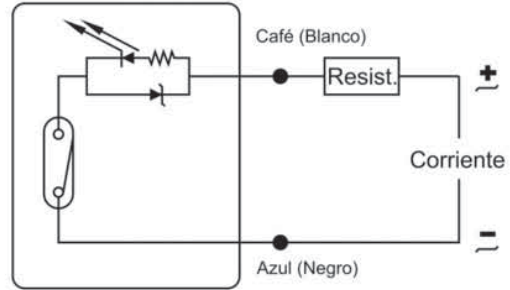 Café (Blanco)
Resist.
+
Corriente
-
Azul (Negro)